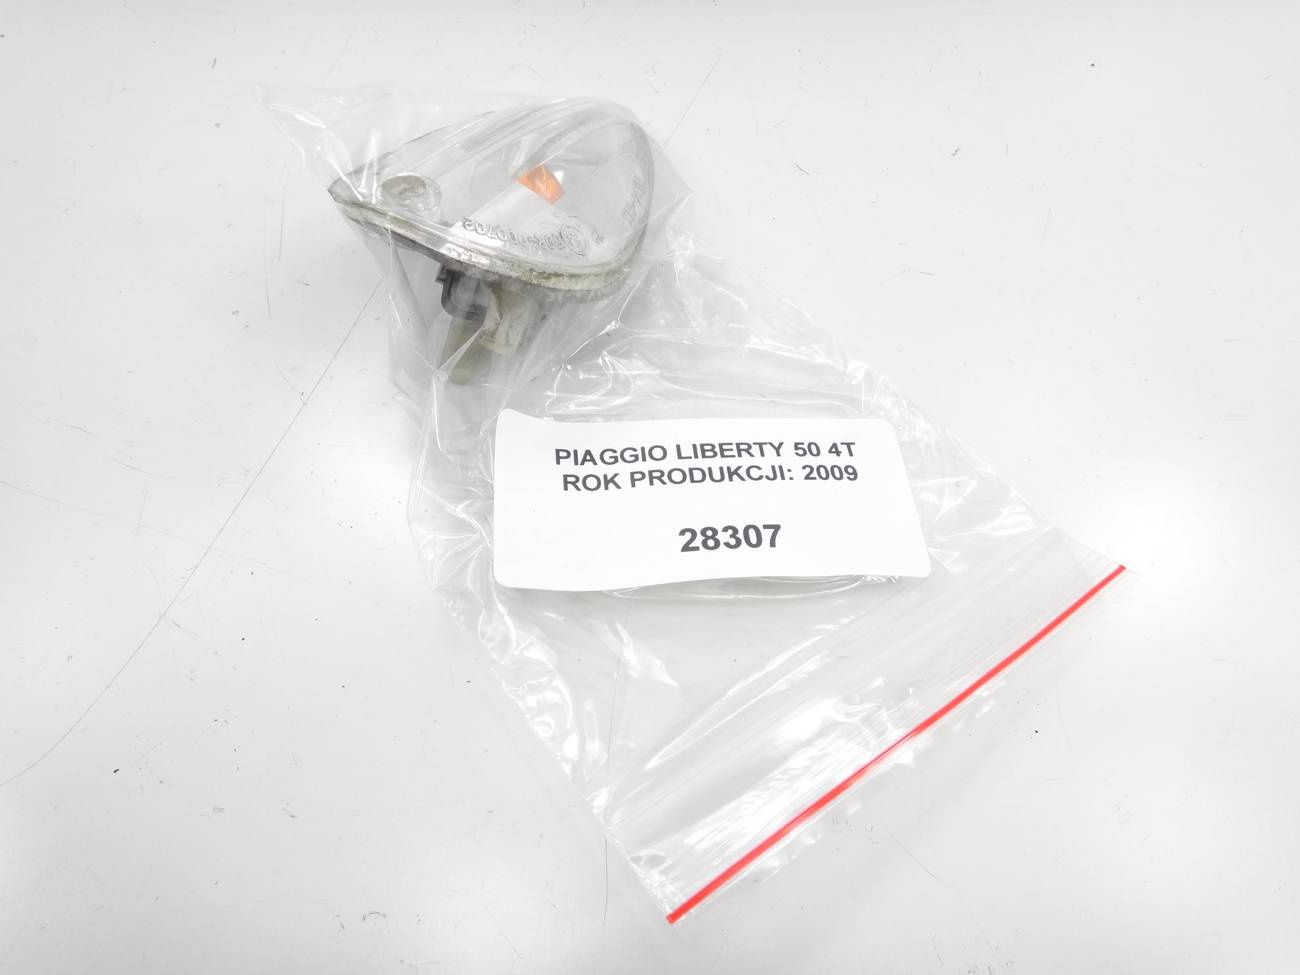 PIAGGIO LIBERTY 50 4T
ROK PRODUKCJI: 2009
28307